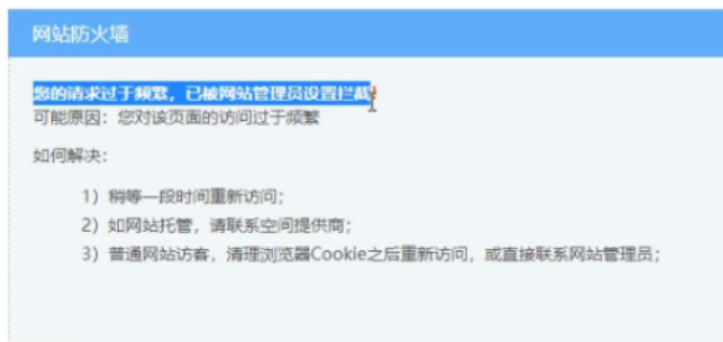 网站防火墙
您的请求过于频繁，已被网站管理员设置拦截！
可能原因：您对该页面的访问过于频繁
如何解决：
1）稍等一段时间重新访问；
2）如网站托管，请联系空间提供商；
3）普通网站访客，清理浏览器Cookie之后重新访问，或直接联系网站管理员；